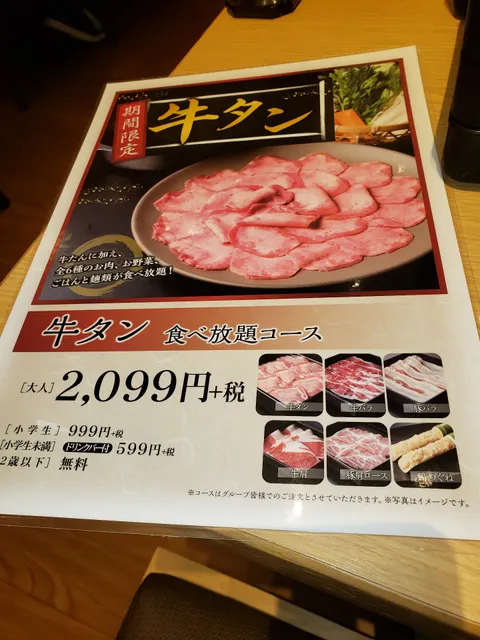 期間限定
牛タン
牛たんに加え、
全6種のお肉、お野菜、
ごはんと麺類が食べ放題!
牛タン 食べ放題コース
[大人] 2,099円+税
[小学生] 999円+税
[小学生未満] ドリンクバー付 599円+税
2歳以下] 無料
牛タン
牛バラ
豚バラ
牛肩
豚肩ロース
鶏つくね
※コースはグループ皆様でのご注文とさせていただきます。※写真はイメージです。